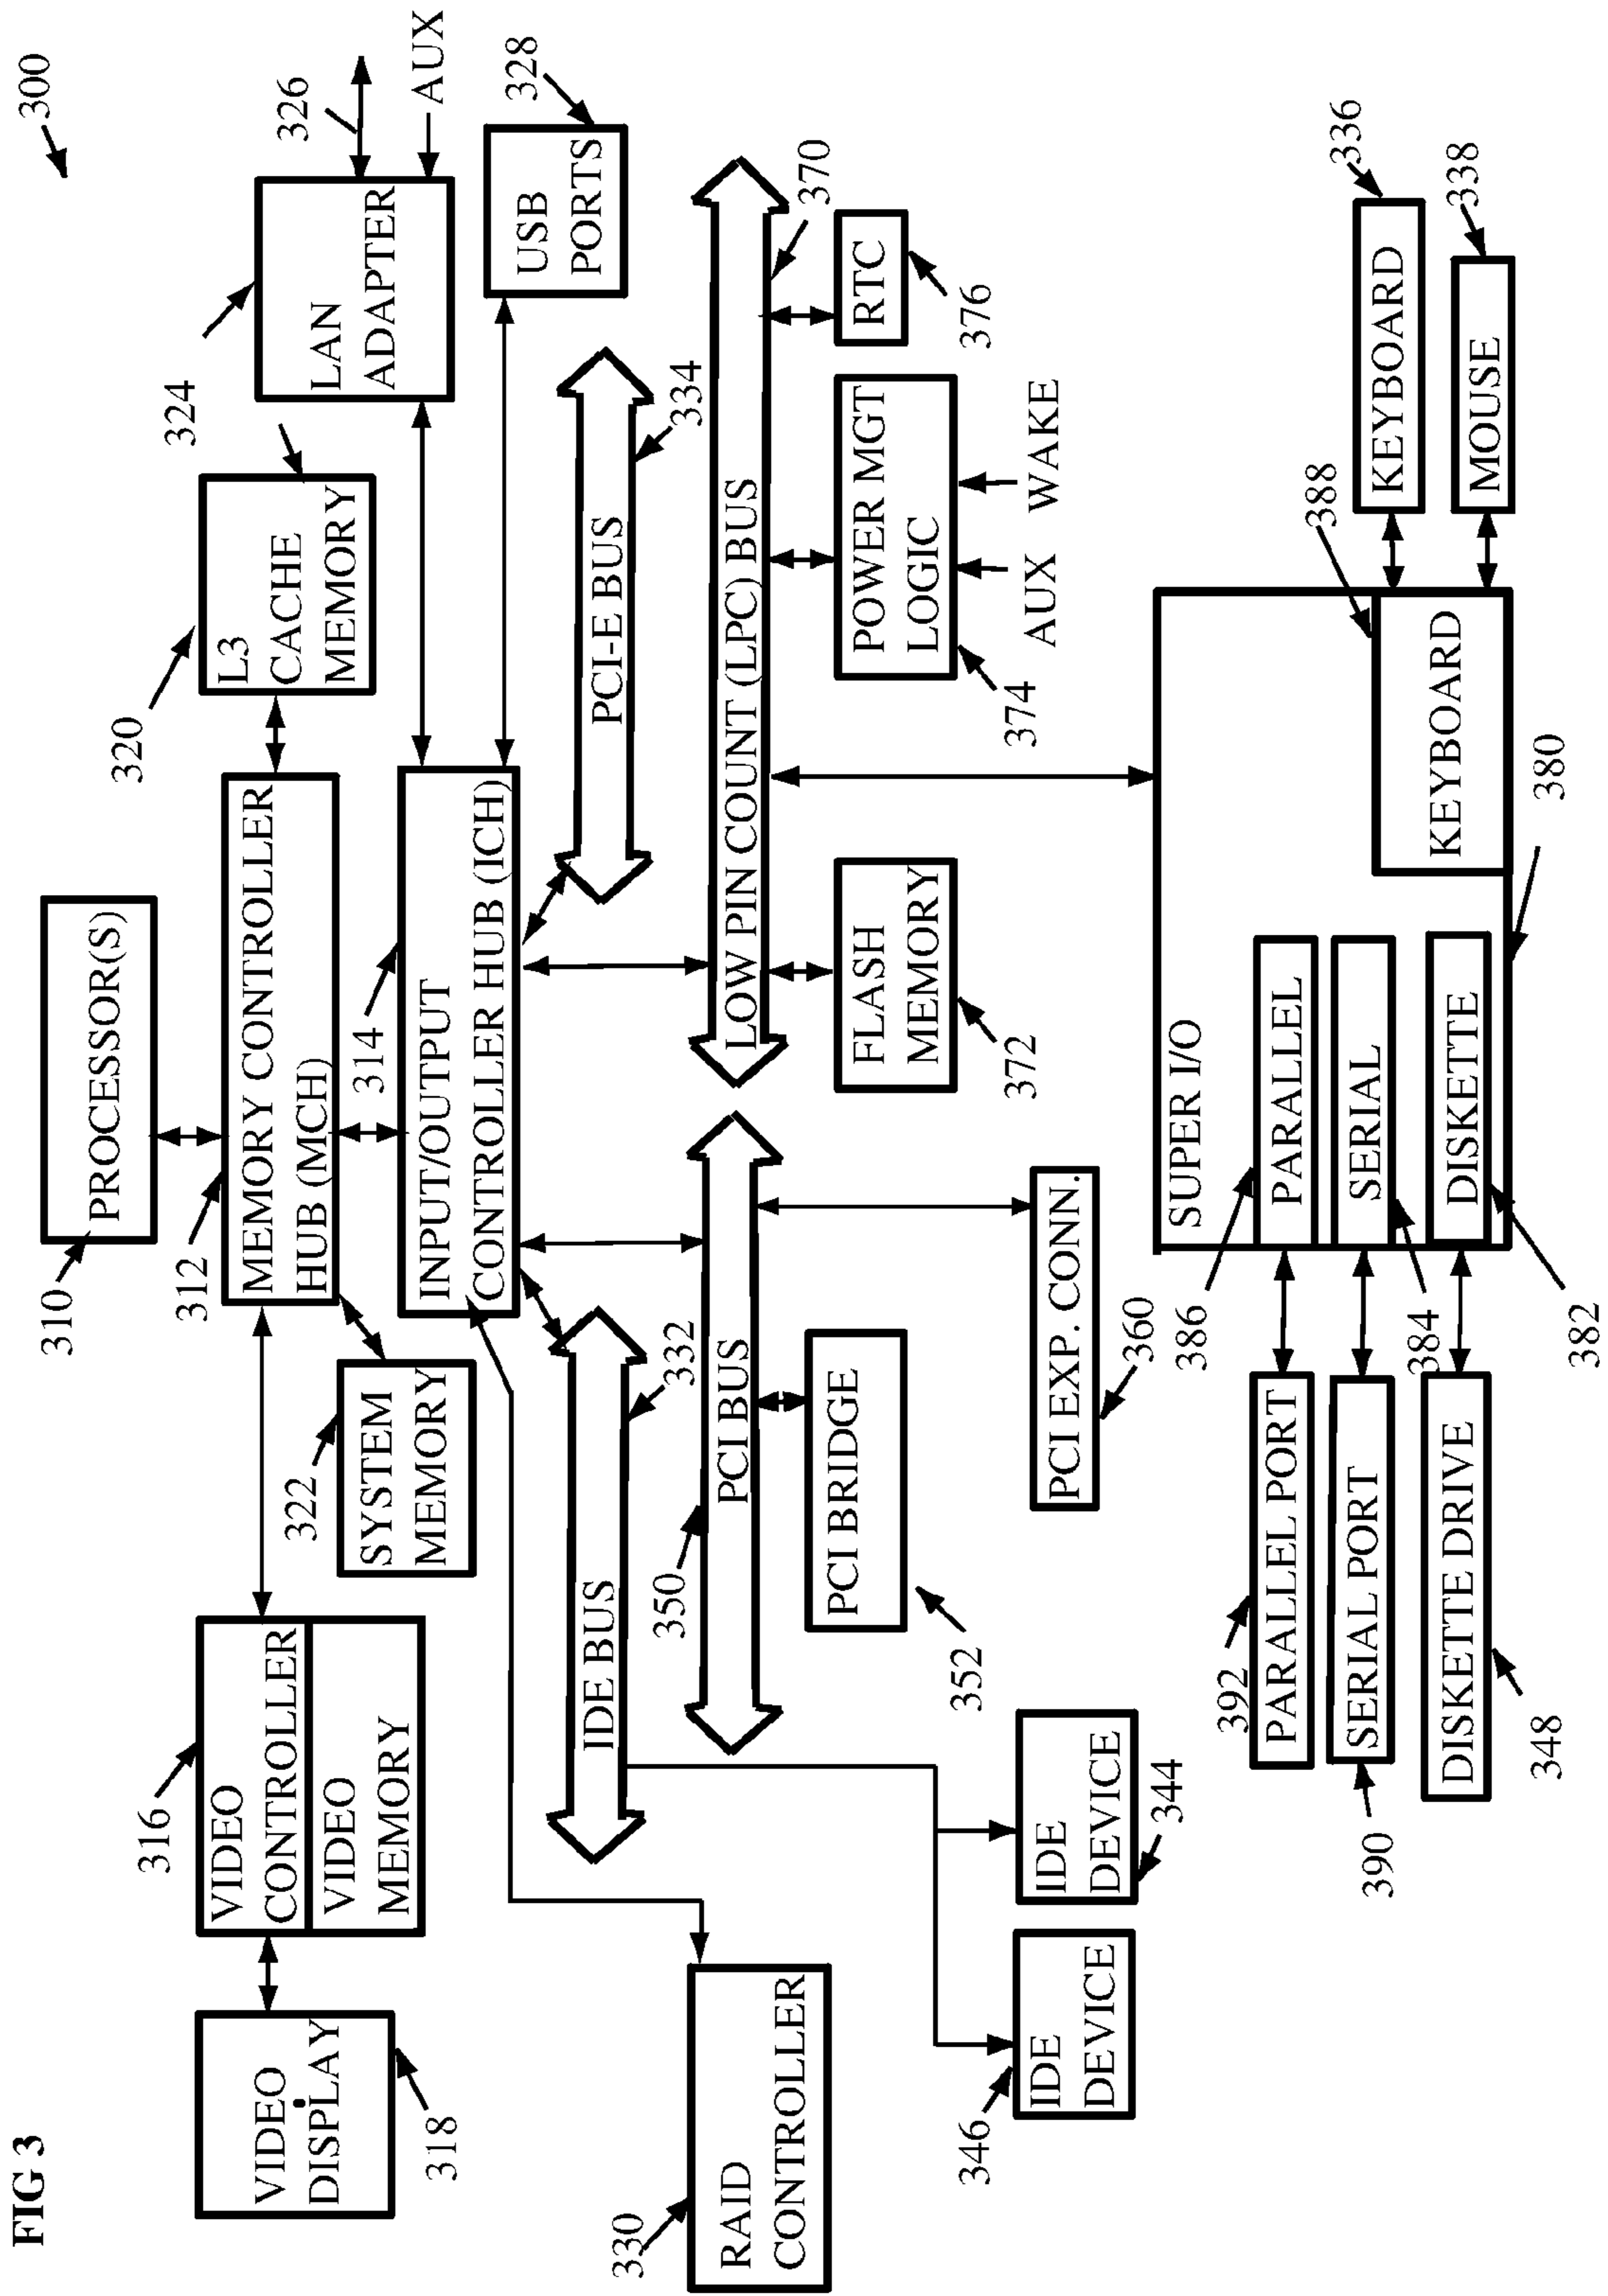 FIG 3
300
310
PROCESSOR(S)
312
MEMORY CONTROLLER
HUB (MCH)
320
L3
CACHE
MEMORY
324
LAN
ADAPTER
326
AUX
318
VIDEO
DISPLAY
316
VIDEO
CONTROLLER
VIDEO
MEMORY
322
SYSTEM
MEMORY
314
INPUT/OUTPUT
CONTROLLER HUB (ICH)
USB
PORTS
328
IDE BUS
332
PCI-E BUS
334
330
RAID
CONTROLLER
350
PCI BUS
LOW PIN COUNT (LPC) BUS
370
352
PCI BRIDGE
372
FLASH
MEMORY
374
POWER MGT
LOGIC
AUX
WAKE
RTC
376
346
IDE
DEVICE
IDE
DEVICE
344
PCI EXP. CONN.
360
SUPER I/O
392
PARALLEL PORT
386
PARALLEL
388
KEYBOARD
336
390
SERIAL PORT
384
SERIAL
KEYBOARD
338
MOUSE
348
DISKETTE DRIVE
382
DISKETTE
380